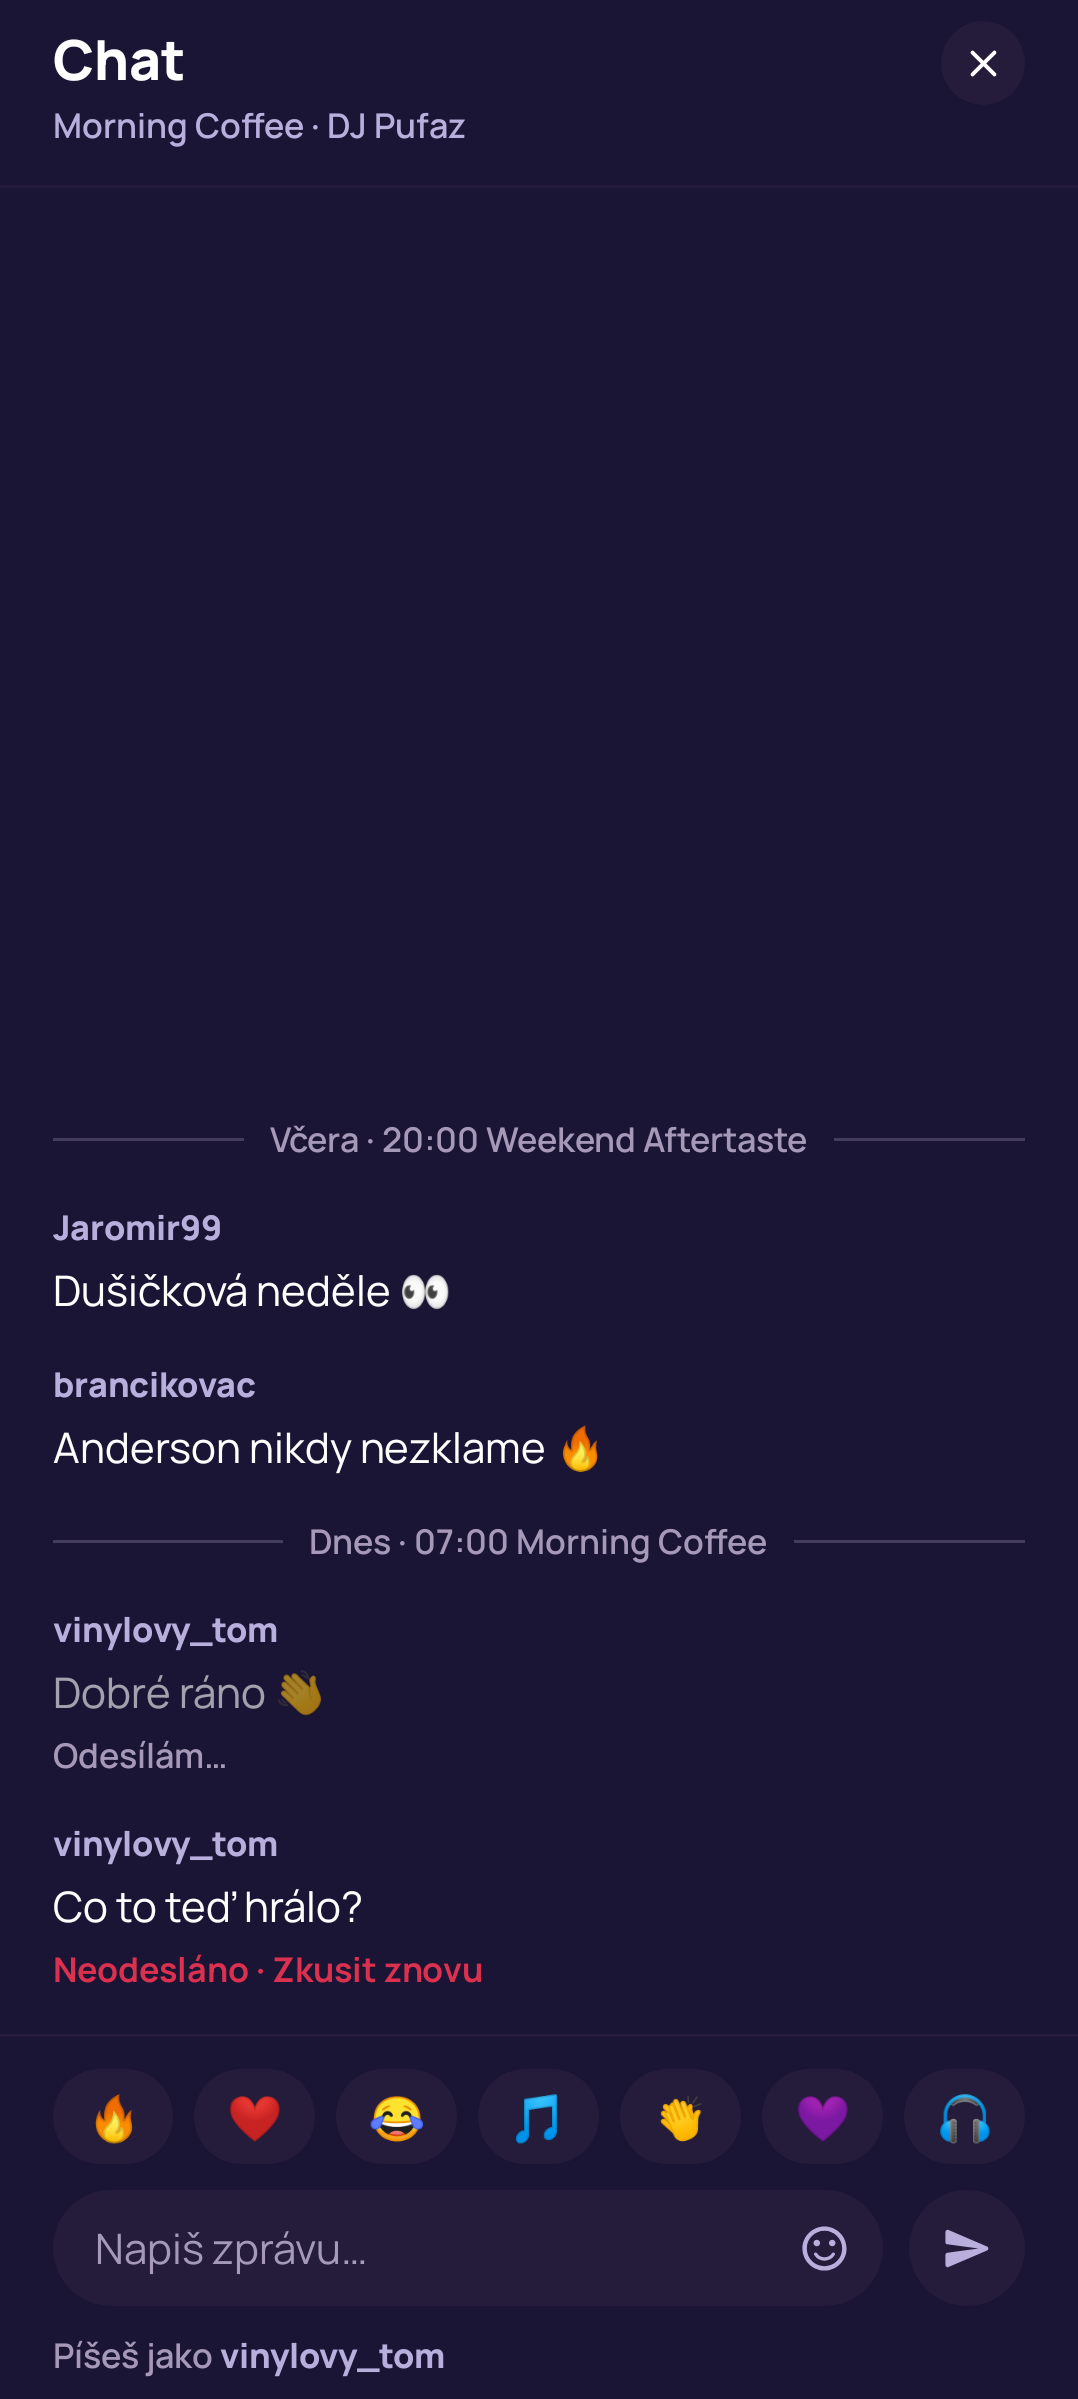 Chat
Morning Coffee · DJ Pufaz
Včera · 20:00 Weekend Aftertaste
Jaromir99
Dušičková neděle 👀
brancikovac
Anderson nikdy nezklame 🔥
Dnes · 07:00 Morning Coffee
vinylovy_tom
Dobré ráno 👋
Odesílám…
vinylovy_tom
Co to teď hrálo?
Neodesláno · Zkusit znovu
🔥 ❤️ 😂 🎵 👏 💜 🎧
Napiš zprávu…
Píšeš jako vinylovy_tom